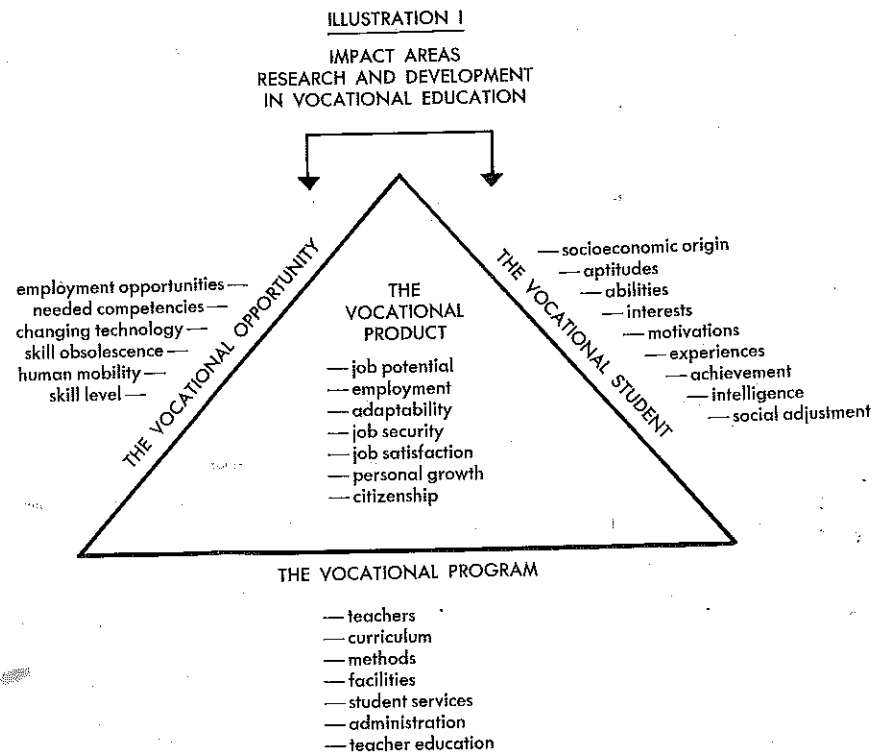 ILLUSTRATION I
IMPACT AREAS
RESEARCH AND DEVELOPMENT
IN VOCATIONAL EDUCATION
THE VOCATIONAL OPPORTUNITY
employment opportunities —
needed competencies —
changing technology —
skill obsolescence —
human mobility —
skill level —
THE
VOCATIONAL
PRODUCT
— job potential
— employment
— adaptability
— job security
— job satisfaction
— personal growth
— citizenship
THE VOCATIONAL STUDENT
— socioeconomic origin
— aptitudes
— abilities
— interests
— motivations
— experiences
— achievement
— intelligence
— social adjustment
THE VOCATIONAL PROGRAM
— teachers
— curriculum
— methods
— facilities
— student services
— administration
— teacher education